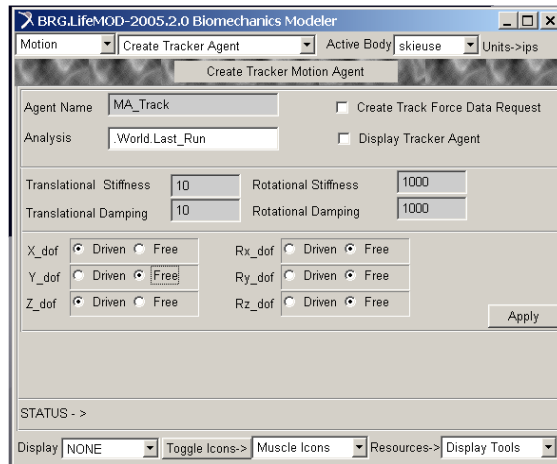 BRG.LifeMOD-2005.2.0 Biomechanics Modeler
Motion Create Tracker Agent Active Body skieuse Units->ips
Create Tracker Motion Agent
Agent Name MA_Track Create Track Force Data Request
Analysis .World.Last_Run Display Tracker Agent
Translational Stiffness 10 Rotational Stiffness 1000
Translational Damping 10 Rotational Damping 1000
X_dof Driven Free Rx_dof Driven Free
Y_dof Driven Free Ry_dof Driven Free
Z_dof Driven Free Rz_dof Driven Free
Apply
STATUS - >
Display NONE Toggle Icons-> Muscle Icons Resources-> Display Tools